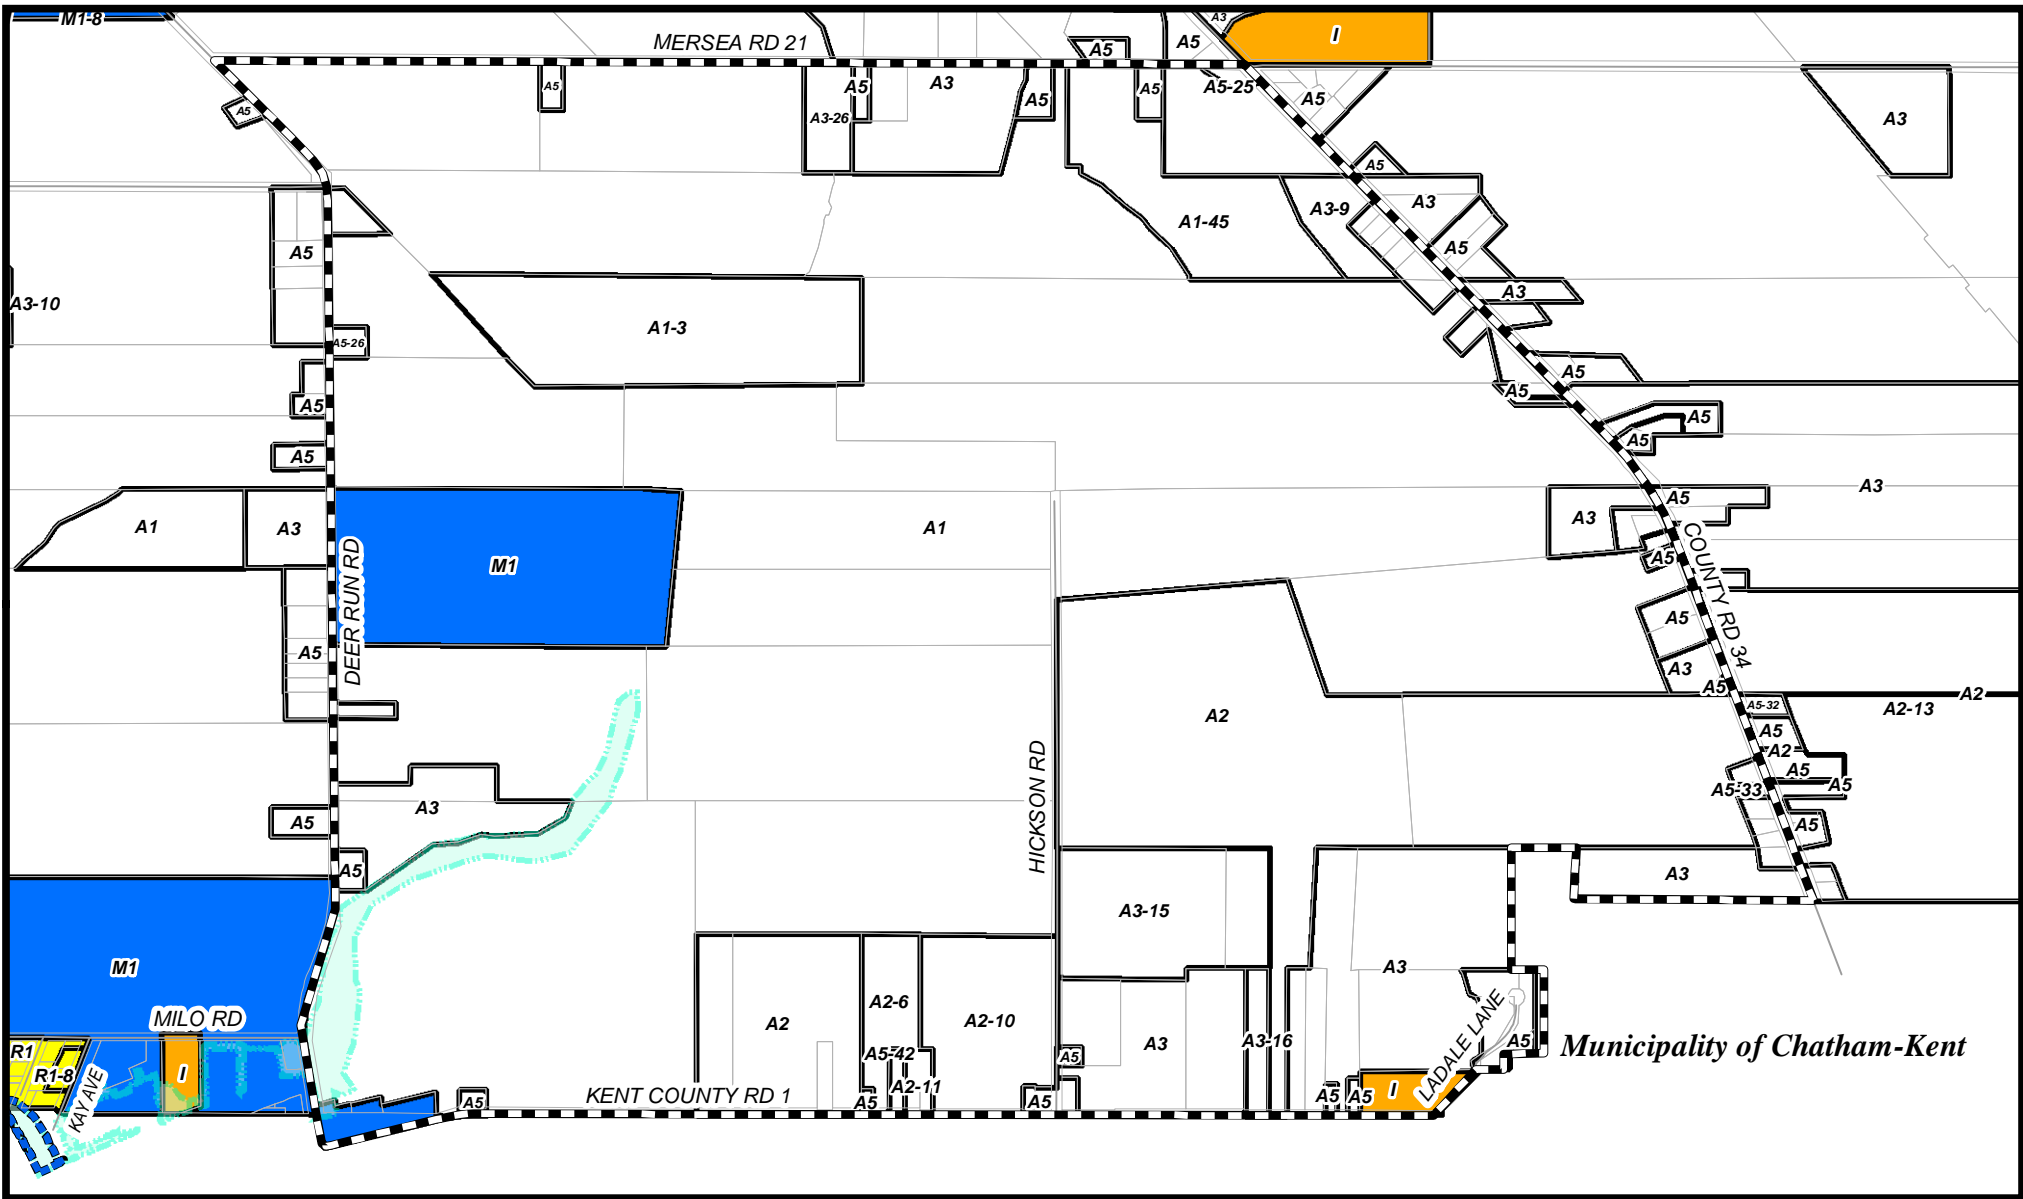 M1-8
MERSEA RD 21
A3
I
A5
A5
A5
A5
A5
A3
A3-26
A5
A5
A5-25
A5
A3
A5
A3
A3-9
A1-45
A5
A5
A3-10
A3
A1-3
A5-26
A5
A5
A5
A5
A5
A5
A5
A3
A5
A1
A3
DEER RUN RD
M1
A1
A3
A5
COUNTY RD 34
A5
A5
A3
A5
A2
A2
A2-13
A5-32
A5
A2
A5
A5
A5-33
A5
HICKSON RD
A3
A5
A5
A3
A3-15
A3
M1
MILO RD
A2
A2-6
A2-10
A3
A3-16
LADALE LANE
A5
Municipality of Chatham-Kent
R1
R1-8
I
KAY AVE
A5
KENT COUNTY RD 1
A5-42
A2-11
A5
A5
A5
A5
A5
I